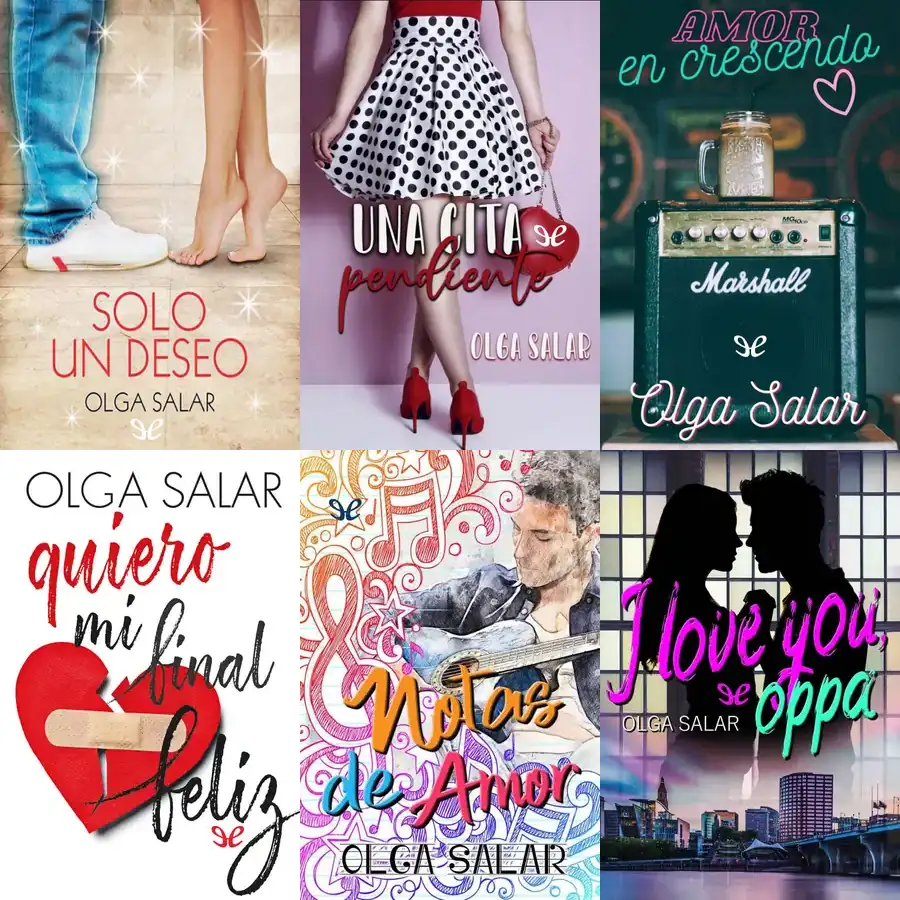 SOLO
UN DESEO
OLGA SALAR
UNA CITA
pendiente
OLGA SALAR
AMOR
en crescendo
MG10CD
Marshall
Olga Salar
OLGA SALAR
quiero
mi final
feliz
Notas
de Amor
OLGA SALAR
I love you,
OLGA SALAR
oppa